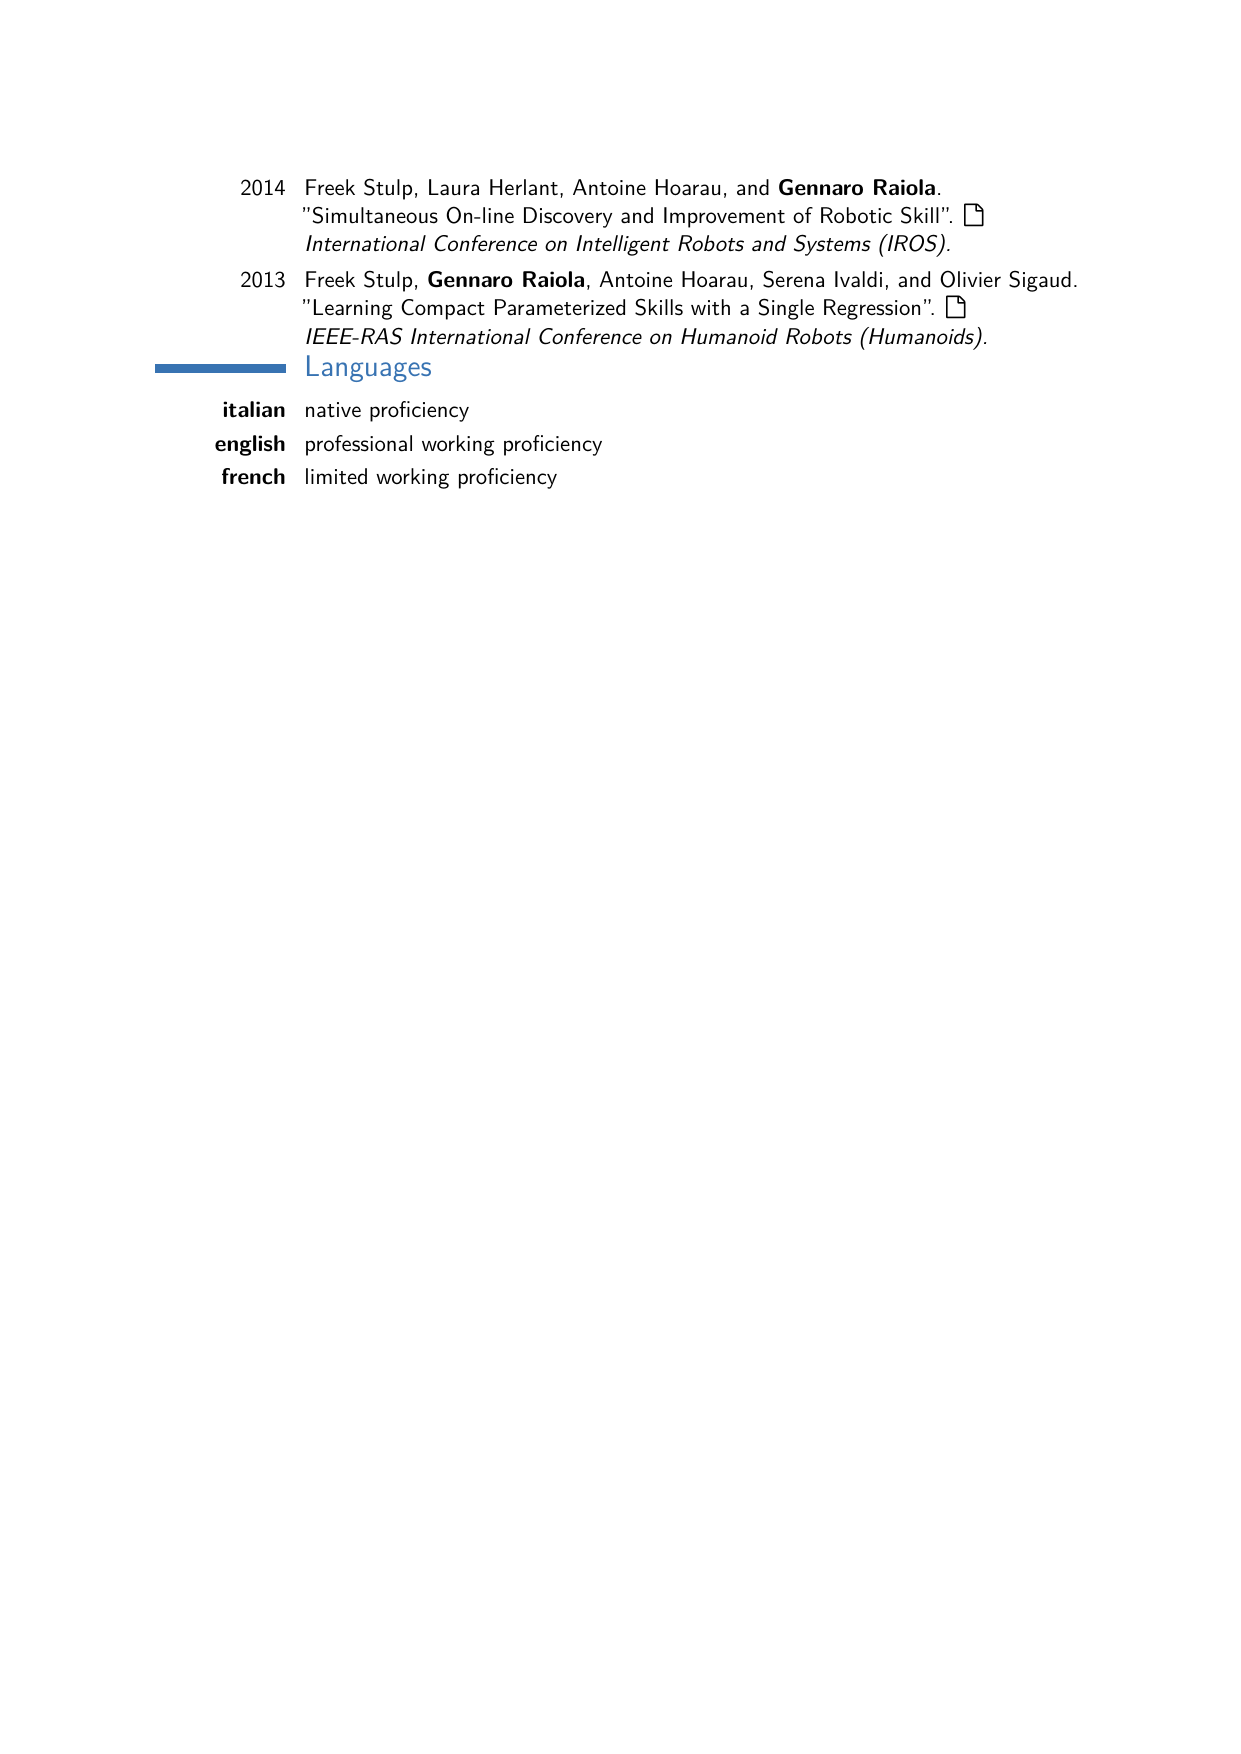 2014 Freek Stulp, Laura Herlant, Antoine Hoarau, and Gennaro Raiola.
”Simultaneous On-line Discovery and Improvement of Robotic Skill”.
International Conference on Intelligent Robots and Systems (IROS).
2013 Freek Stulp, Gennaro Raiola, Antoine Hoarau, Serena Ivaldi, and Olivier Sigaud.
”Learning Compact Parameterized Skills with a Single Regression”.
IEEE-RAS International Conference on Humanoid Robots (Humanoids).
Languages
italian native proficiency
english professional working proficiency
french limited working proficiency